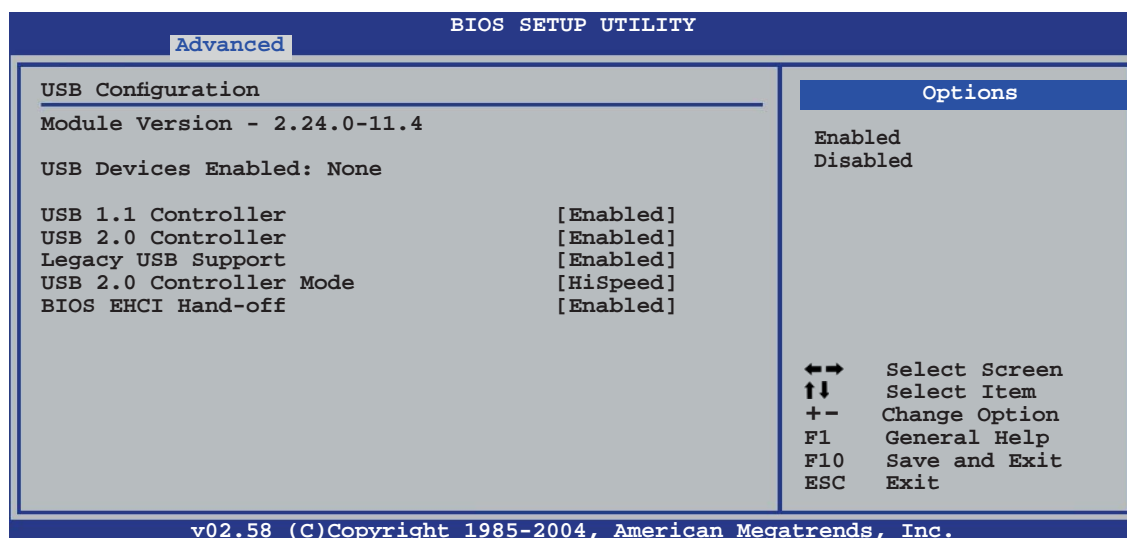 BIOS SETUP UTILITY
Advanced
USB Configuration
Module Version - 2.24.0-11.4
USB Devices Enabled: None
USB 1.1 Controller [Enabled]
USB 2.0 Controller [Enabled]
Legacy USB Support [Enabled]
USB 2.0 Controller Mode [HiSpeed]
BIOS EHCI Hand-off [Enabled]
Options
Enabled
Disabled
←→ Select Screen
↑↓ Select Item
+- Change Option
F1 General Help
F10 Save and Exit
ESC Exit
v02.58 (C)Copyright 1985-2004, American Megatrends, Inc.